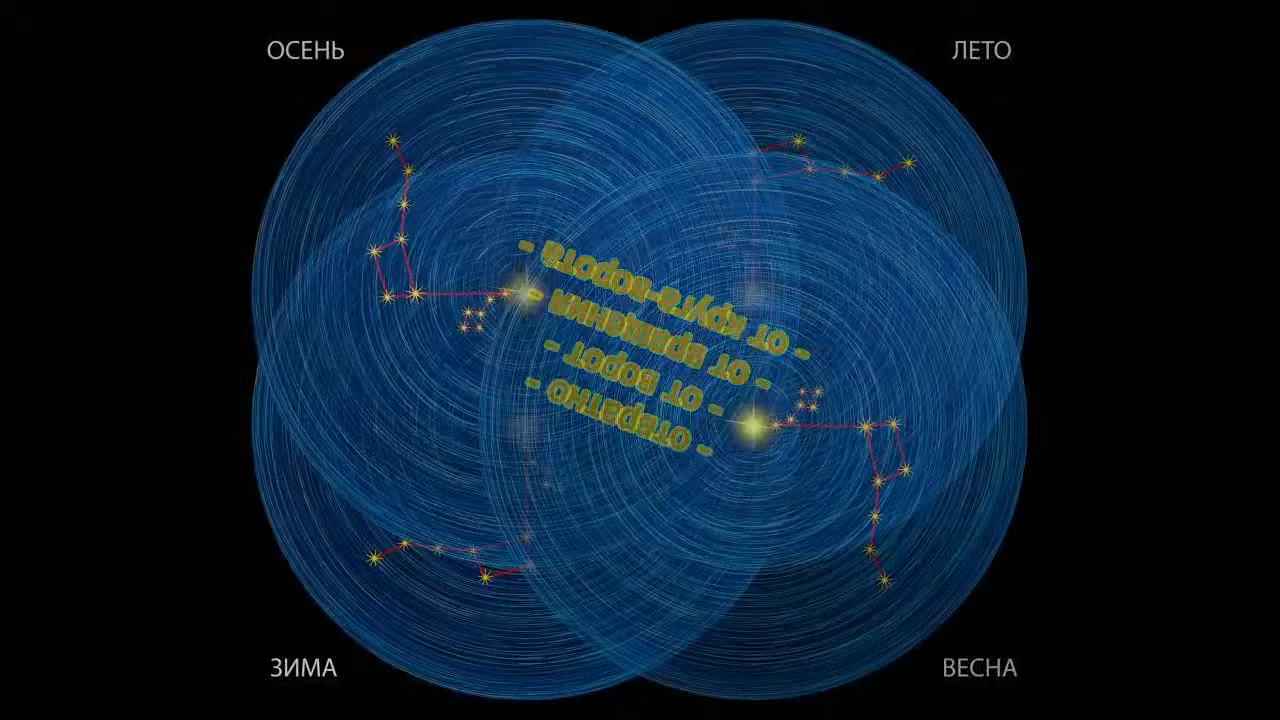 ОСЕНЬ
ЛЕТО
- отвратно -
- от ворот -
- от вращения -
- от круга-ворота -
ЗИМА
ВЕСНА